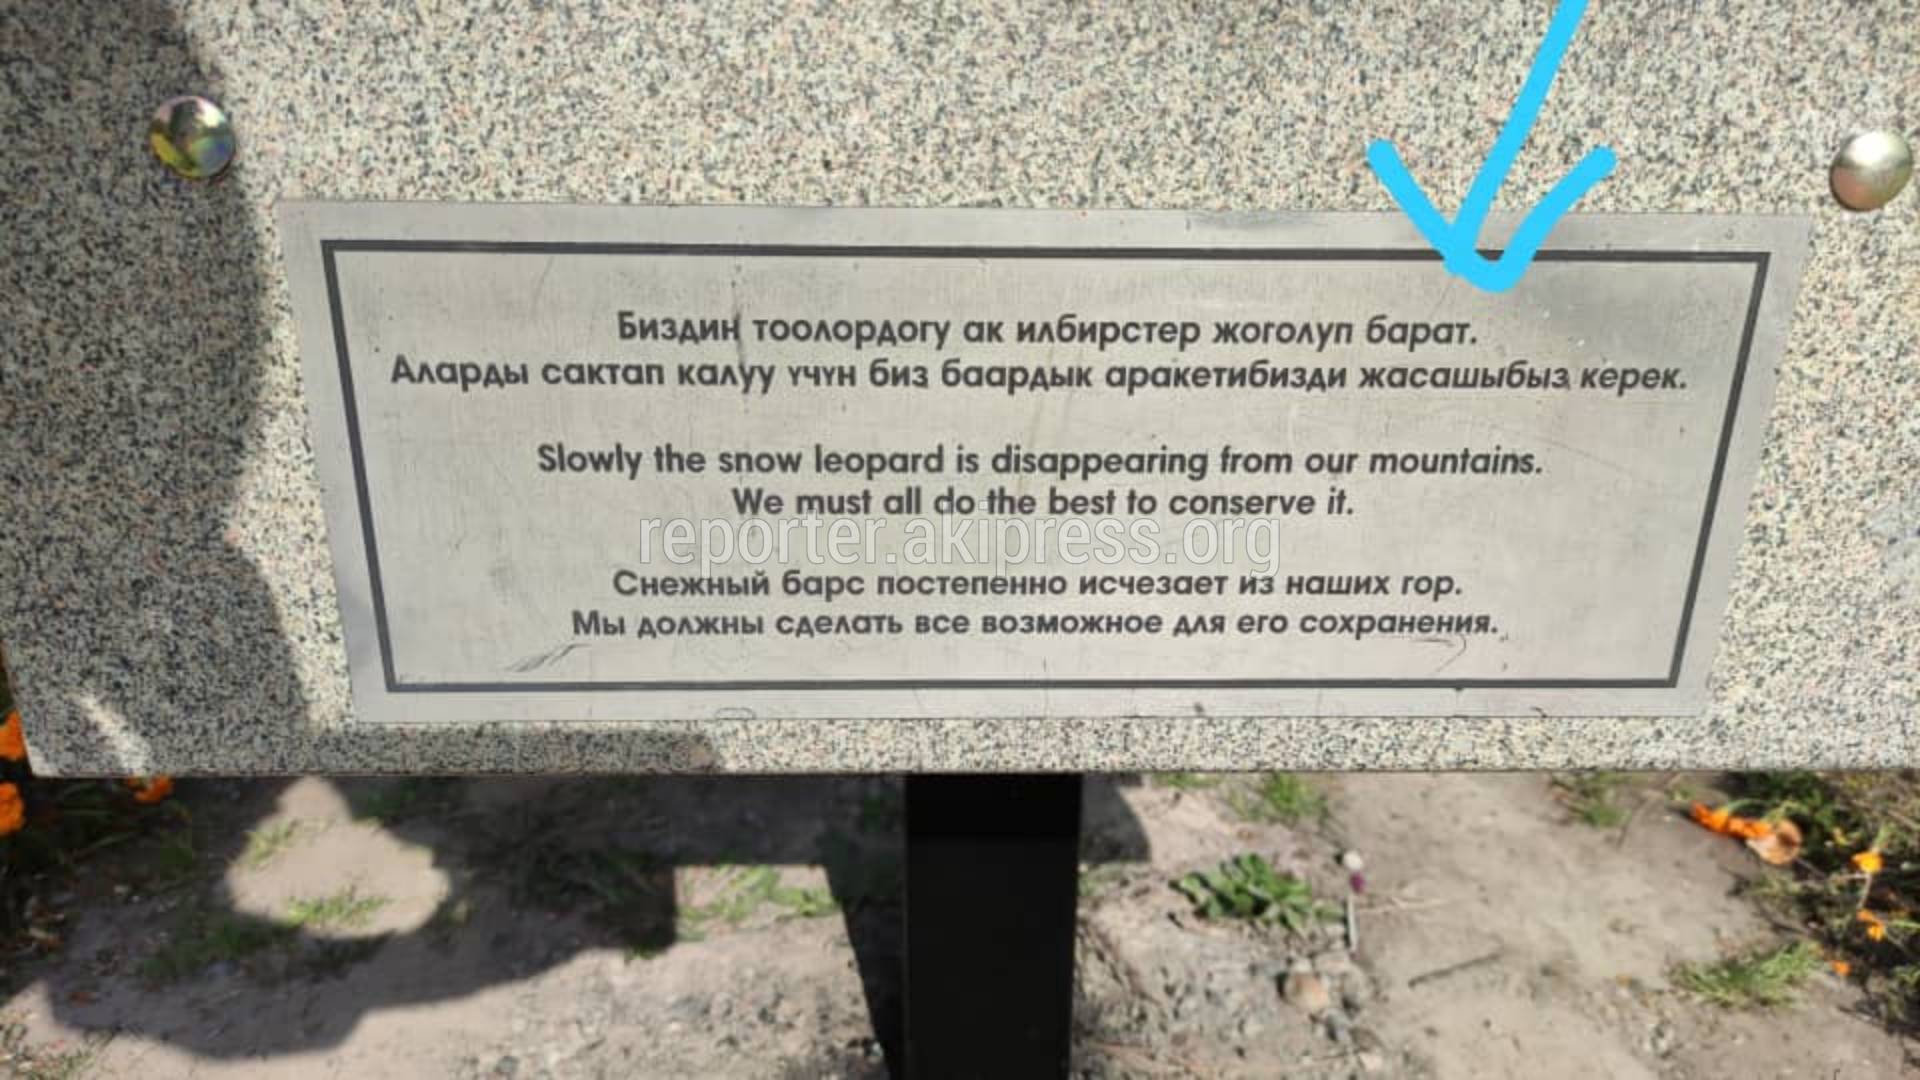 Биздин тоолордогу ак илбирстер жоголуп барат.
Аларды сактап калуу үчүн биз баардык аракетибизди жасашыбыз керек.
Slowly the snow leopard is disappearing from our mountains.
We must all do the best to conserve it.
reporter.akipress.org
Снежный барс постепенно исчезает из наших гор.
Мы должны сделать все возможное для его сохранения.